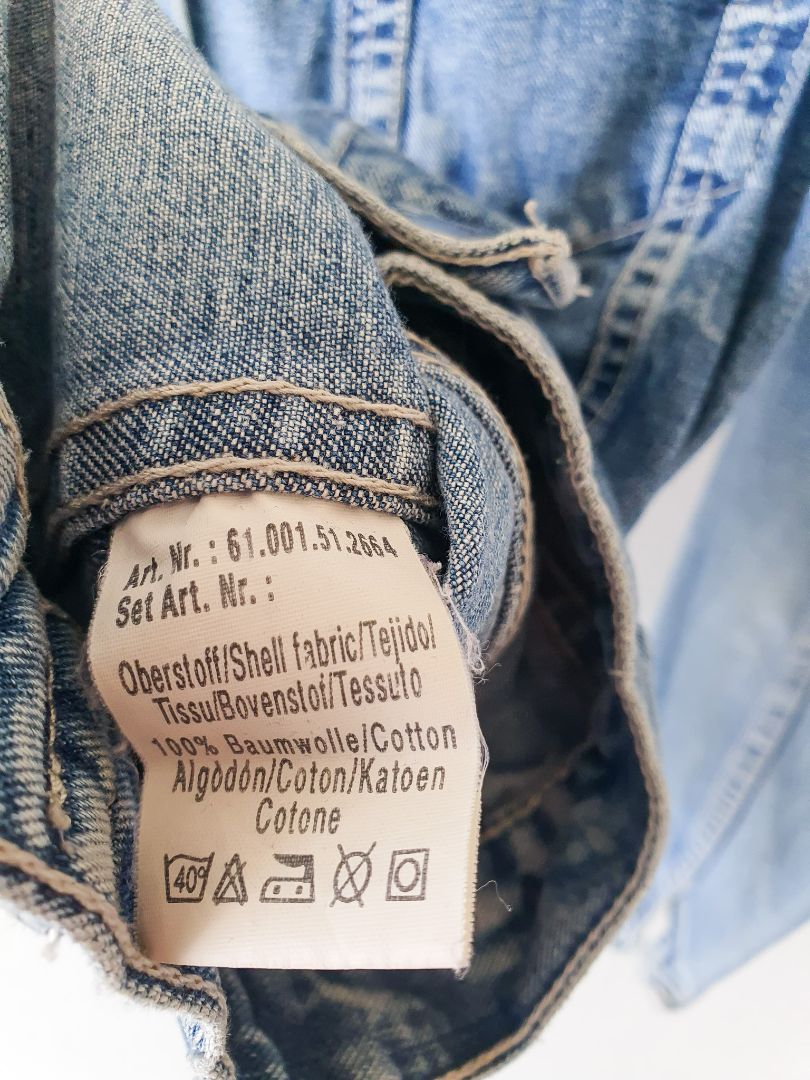 Art. Nr. : 61.001.51.2664
Set Art. Nr. :
Oberstoff/Shell fabric/Tejido/
Tissu/Bovenstof/Tessuto
100% Baumwolle/Cotton
Algòdón/Coton/Katoen
Cotone
40°